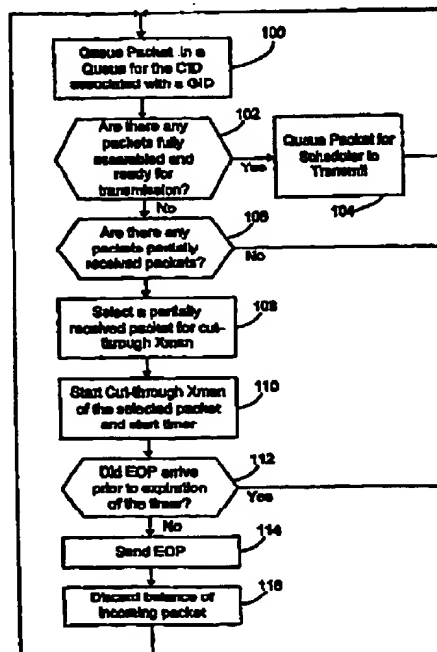 100
Queue Packet .In a
Queue for the CID
associated with a GID
102
Are there any
packets fully
assembled and
ready for
transmission?
Yes
Queue Packet for
Scheduler to
Transmit
104
No
106
Are there any
packets partially
received packets?
No
108
Select a partially
received packet for cut-
through Xman
110
Start Cut-through Xman
of the selected packet
and start timer
112
Did EOP arrive
prior to expiration
of the timer?
Yes
No
114
Send EOP
116
Discard balance of
incoming packet